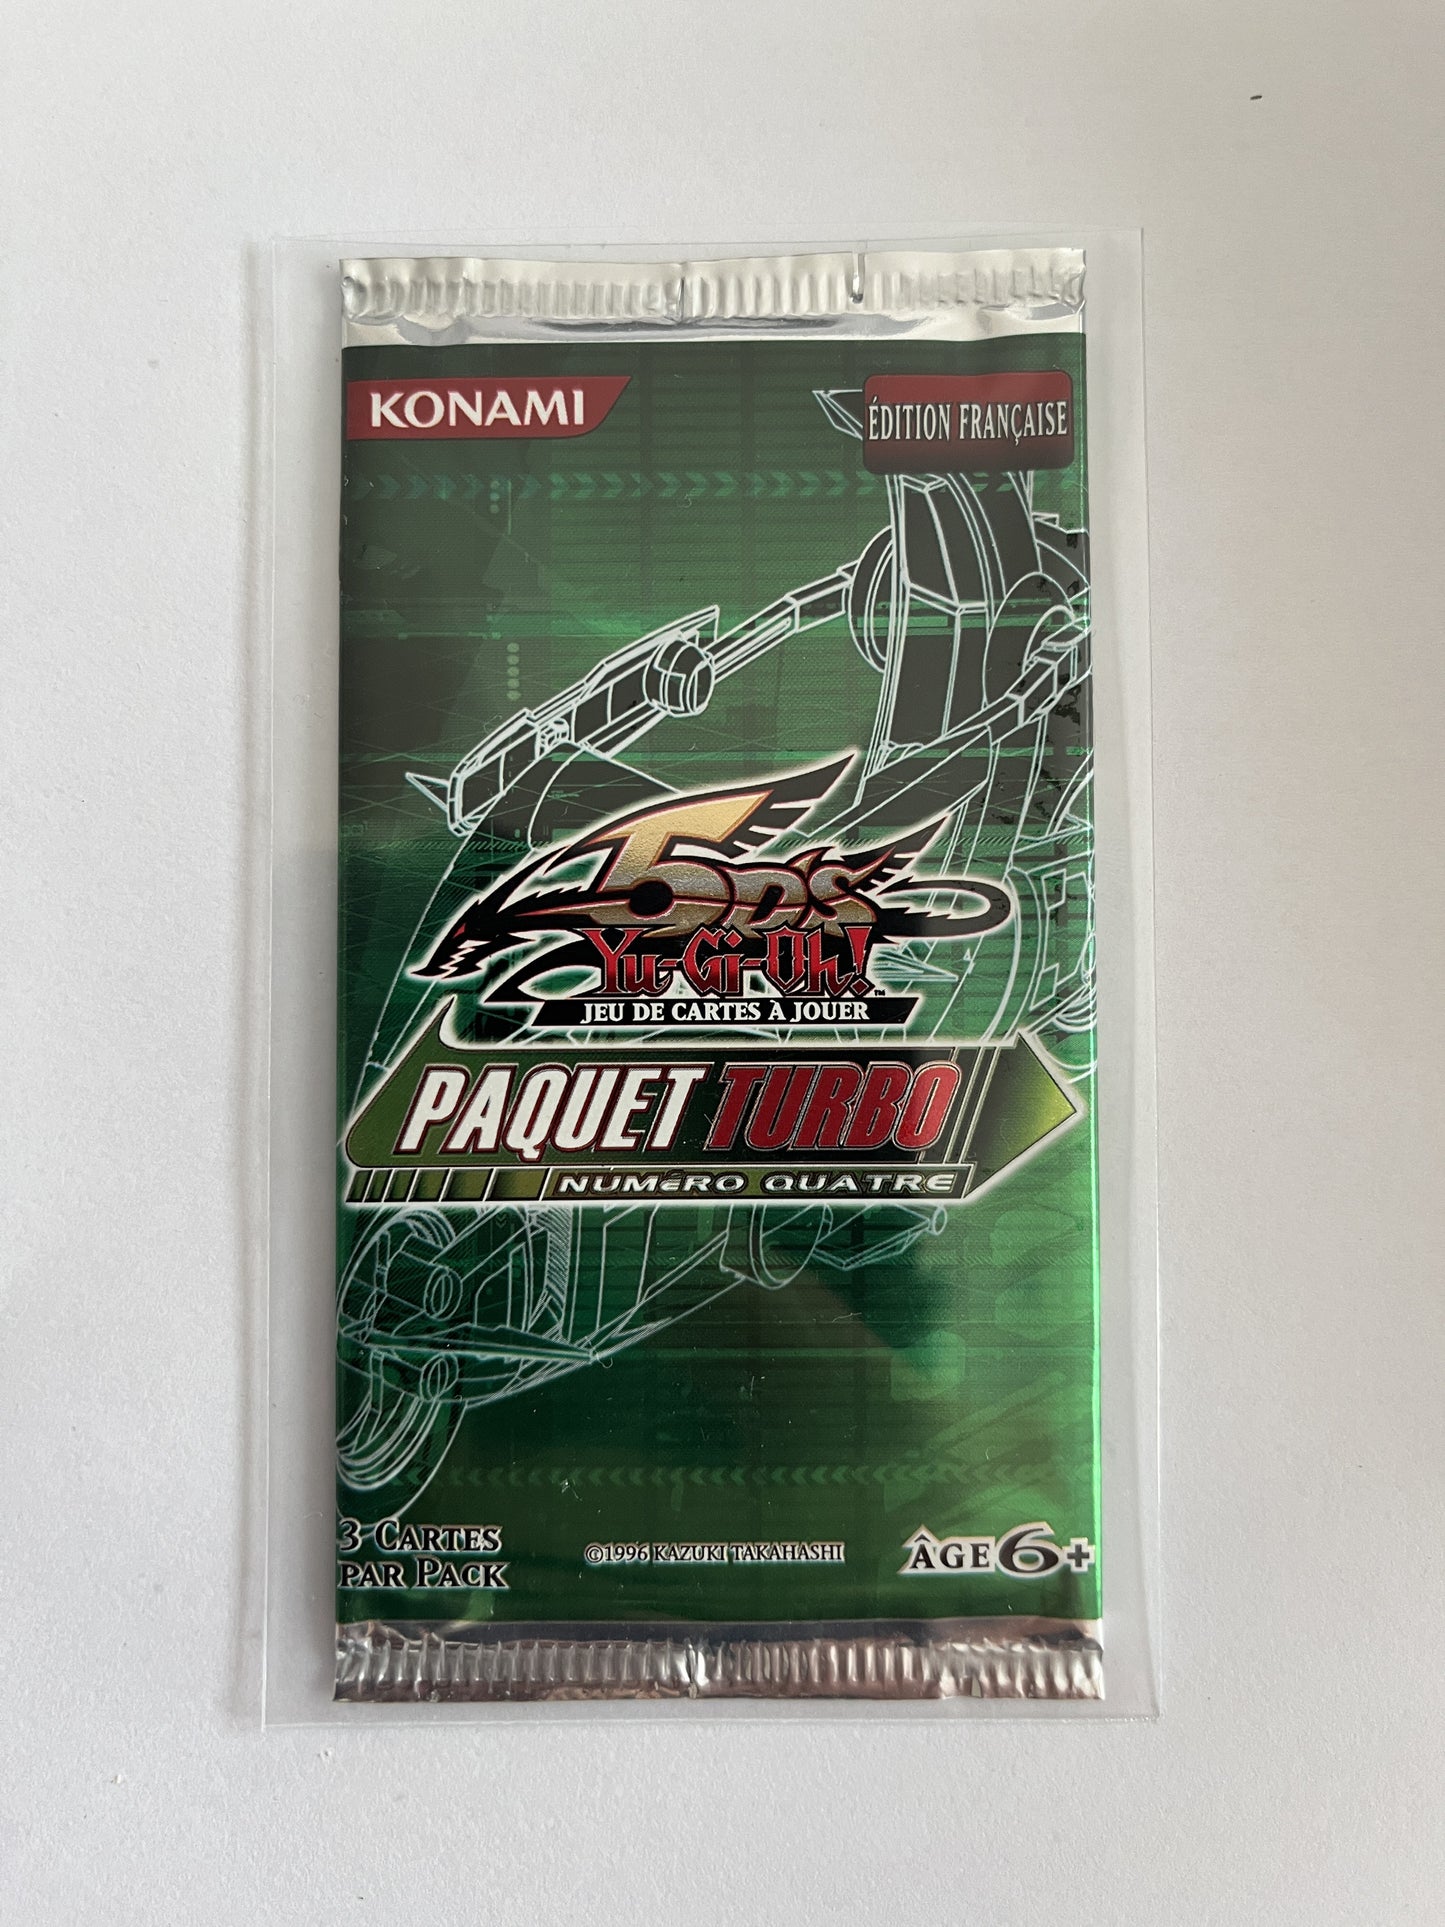 KONAMI
ÉDITION FRANÇAISE
5D'S
Yu-Gi-Oh!™
JEU DE CARTES À JOUER
PAQUET TURBO
NUMéRO QUATRE
3 CARTES
PAR PACK
©1996 KAZUKI TAKAHASHI
ÂGE 6+